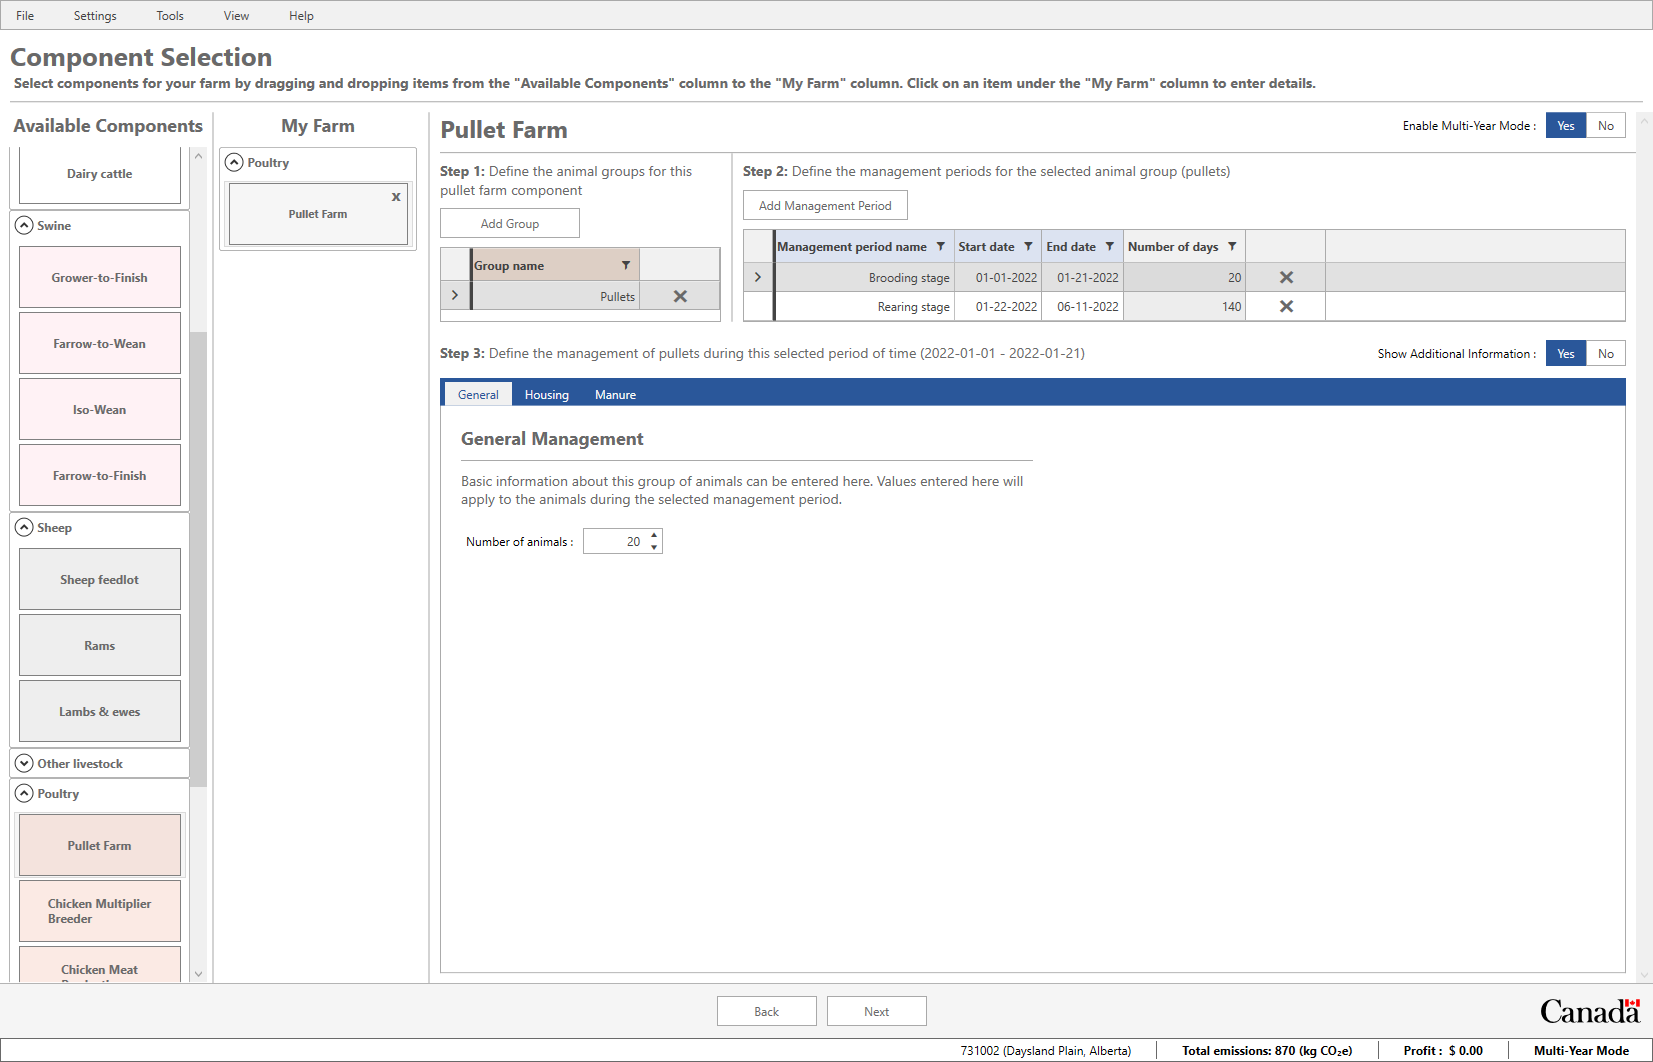 File Settings Tools View Help
Component Selection
Select components for your farm by dragging and dropping items from the "Available Components" column to the "My Farm" column. Click on an item under the "My Farm" column to enter details.
Available Components
Dairy cattle
Swine
Grower-to-Finish
Farrow-to-Wean
Iso-Wean
Farrow-to-Finish
Sheep
Sheep feedlot
Rams
Lambs & ewes
Other livestock
Poultry
Pullet Farm
Chicken Multiplier
Breeder
Chicken Meat
My Farm
Poultry
x
Pullet Farm
Pullet Farm
Enable Multi-Year Mode : Yes No
Step 1: Define the animal groups for this
pullet farm component
Add Group
Group name
Pullets
Step 2: Define the management periods for the selected animal group (pullets)
Add Management Period
Management period name Start date End date Number of days
Brooding stage 01-01-2022 01-21-2022 20
Rearing stage 01-22-2022 06-11-2022 140
Step 3: Define the management of pullets during this selected period of time (2022-01-01 - 2022-01-21)
Show Additional Information : Yes No
General Housing Manure
General Management
Basic information about this group of animals can be entered here. Values entered here will
apply to the animals during the selected management period.
Number of animals : 20
Back Next
Canada
731002 (Daysland Plain, Alberta) Total emissions: 870 (kg CO₂e) Profit : $ 0.00 Multi-Year Mode